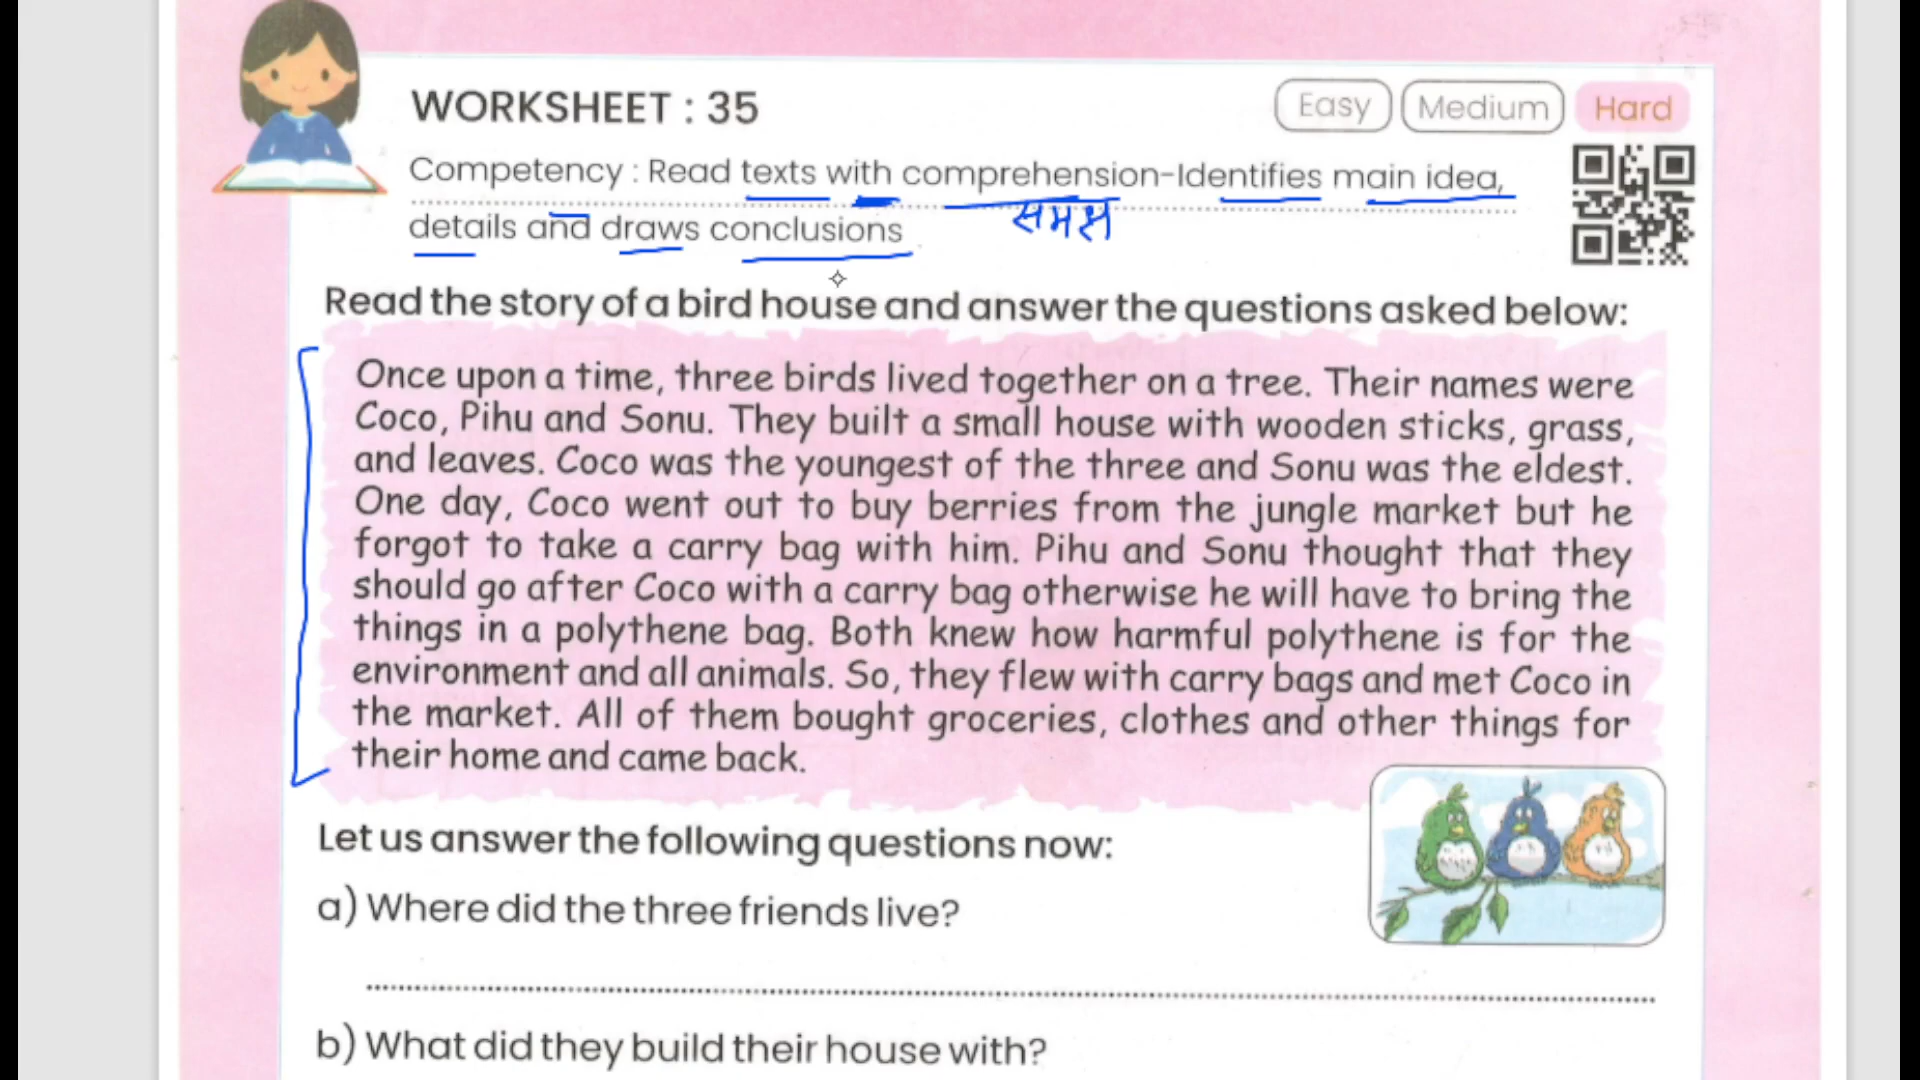 WORKSHEET : 35
Easy Medium Hard
Competency : Read texts with comprehension-Identifies main idea,
समझ
details and draws conclusions
Read the story of a bird house and answer the questions asked below:
Once upon a time, three birds lived together on a tree. Their names were
Coco, Pihu and Sonu. They built a small house with wooden sticks, grass,
and leaves. Coco was the youngest of the three and Sonu was the eldest.
One day, Coco went out to buy berries from the jungle market but he
forgot to take a carry bag with him. Pihu and Sonu thought that they
should go after Coco with a carry bag otherwise he will have to bring the
things in a polythene bag. Both knew how harmful polythene is for the
environment and all animals. So, they flew with carry bags and met Coco in
the market. All of them bought groceries, clothes and other things for
their home and came back.
Let us answer the following questions now:
a) Where did the three friends live?
b) What did they build their house with?